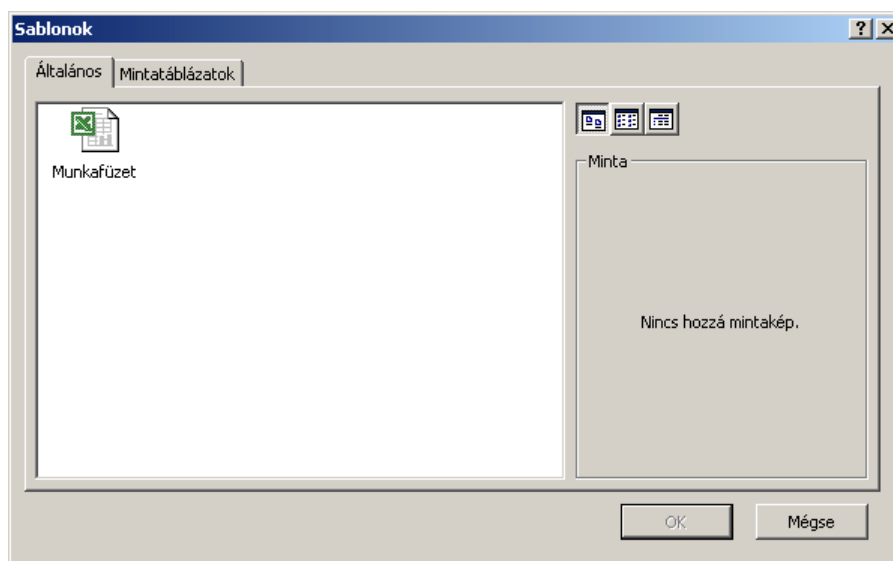 Sablonok
Általános
Mintatáblázatok
Munkafüzet
Minta
Nincs hozzá mintakép.
OK
Mégse